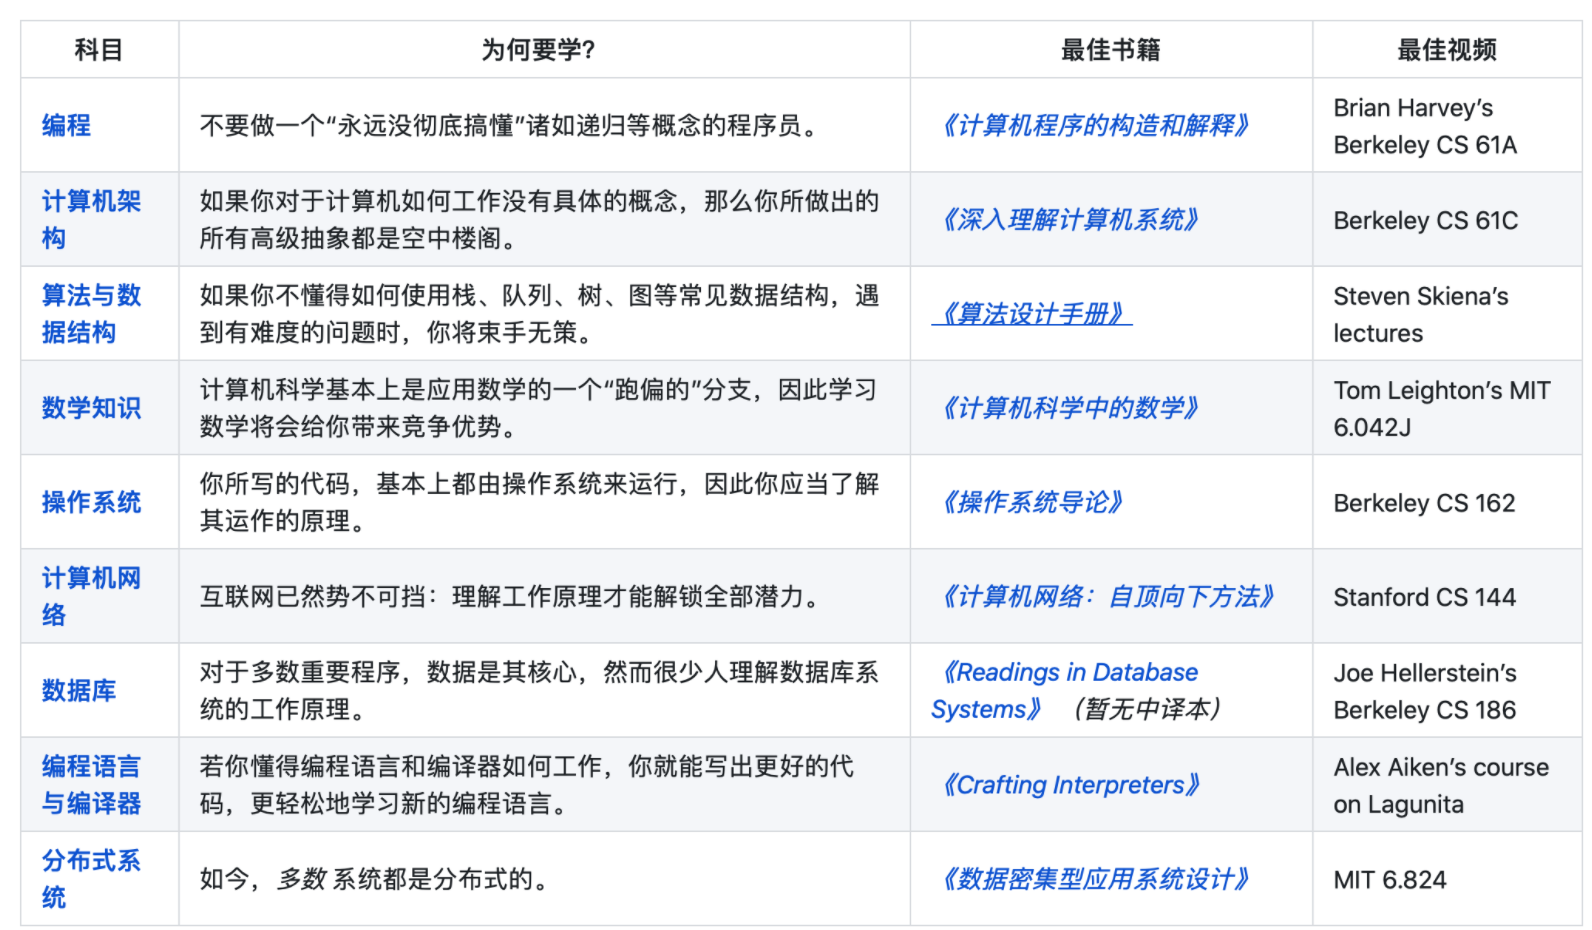 科目
为何要学?
最佳书籍
最佳视频
编程
不要做一个“永远没彻底搞懂”诸如递归等概念的程序员。
《计算机程序的构造和解释》
Brian Harvey’s
Berkeley CS 61A
计算机架
构
如果你对于计算机如何工作没有具体的概念，那么你所做出的
所有高级抽象都是空中楼阁。
《深入理解计算机系统》
Berkeley CS 61C
算法与数
据结构
如果你不懂得如何使用栈、队列、树、图等常见数据结构，遇
到有难度的问题时，你将束手无策。
《算法设计手册》
Steven Skiena’s
lectures
数学知识
计算机科学基本上是应用数学的一个“跑偏的”分支，因此学习
数学将会给你带来竞争优势。
《计算机科学中的数学》
Tom Leighton’s MIT
6.042J
操作系统
你所写的代码，基本上都由操作系统来运行，因此你应当了解
其运作的原理。
《操作系统导论》
Berkeley CS 162
计算机网
络
互联网已然势不可挡：理解工作原理才能解锁全部潜力。
《计算机网络：自顶向下方法》
Stanford CS 144
数据库
对于多数重要程序，数据是其核心，然而很少人理解数据库系
统的工作原理。
《Readings in Database
Systems》 （暂无中译本）
Joe Hellerstein’s
Berkeley CS 186
编程语言
与编译器
若你懂得编程语言和编译器如何工作，你就能写出更好的代
码，更轻松地学习新的编程语言。
《Crafting Interpreters》
Alex Aiken’s course
on Lagunita
分布式系
统
如今，多数 系统都是分布式的。
《数据密集型应用系统设计》
MIT 6.824